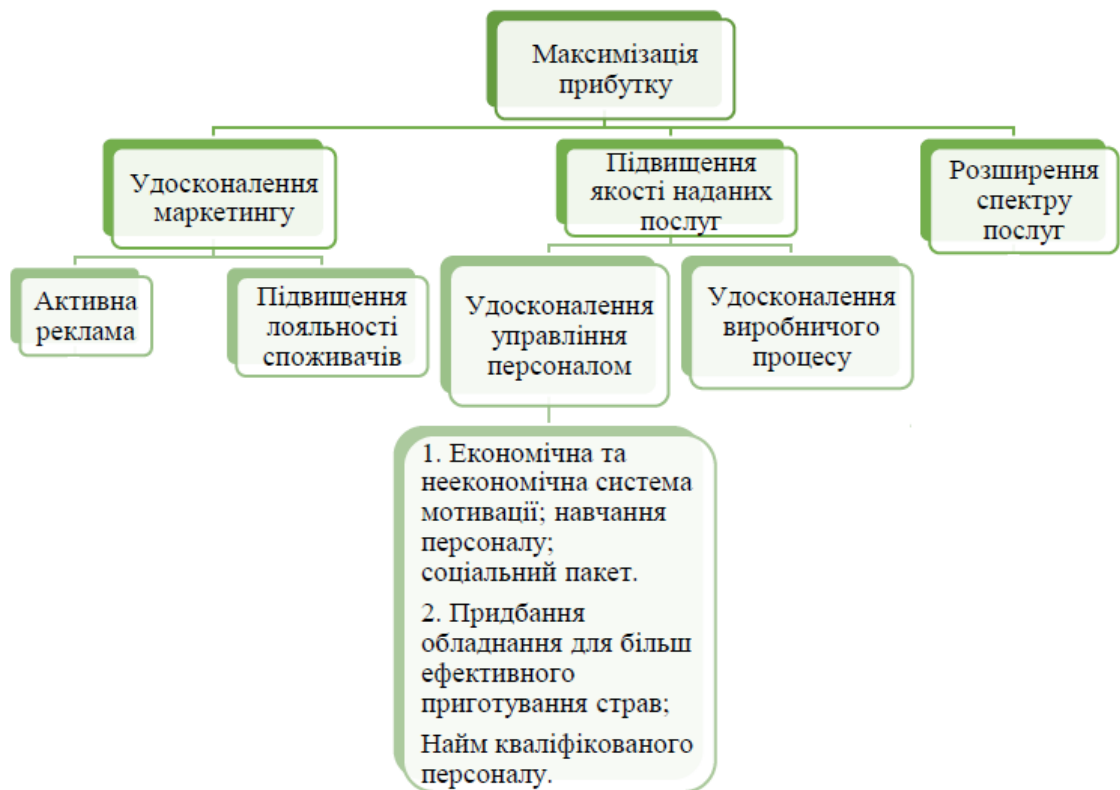 Максимізація
прибутку
Удосконалення
маркетингу
Підвищення
якості наданих
послуг
Розширення
спектру
послуг
Активна
реклама
Підвищення
лояльності
споживачів
Удосконалення
управління
персоналом
Удосконалення
виробничого
процесу
1. Економічна та
неекономічна система
мотивації; навчання
персоналу;
соціальний пакет.
2. Придбання
обладнання для більш
ефективного
приготування страв;
Найм кваліфікованого
персоналу.